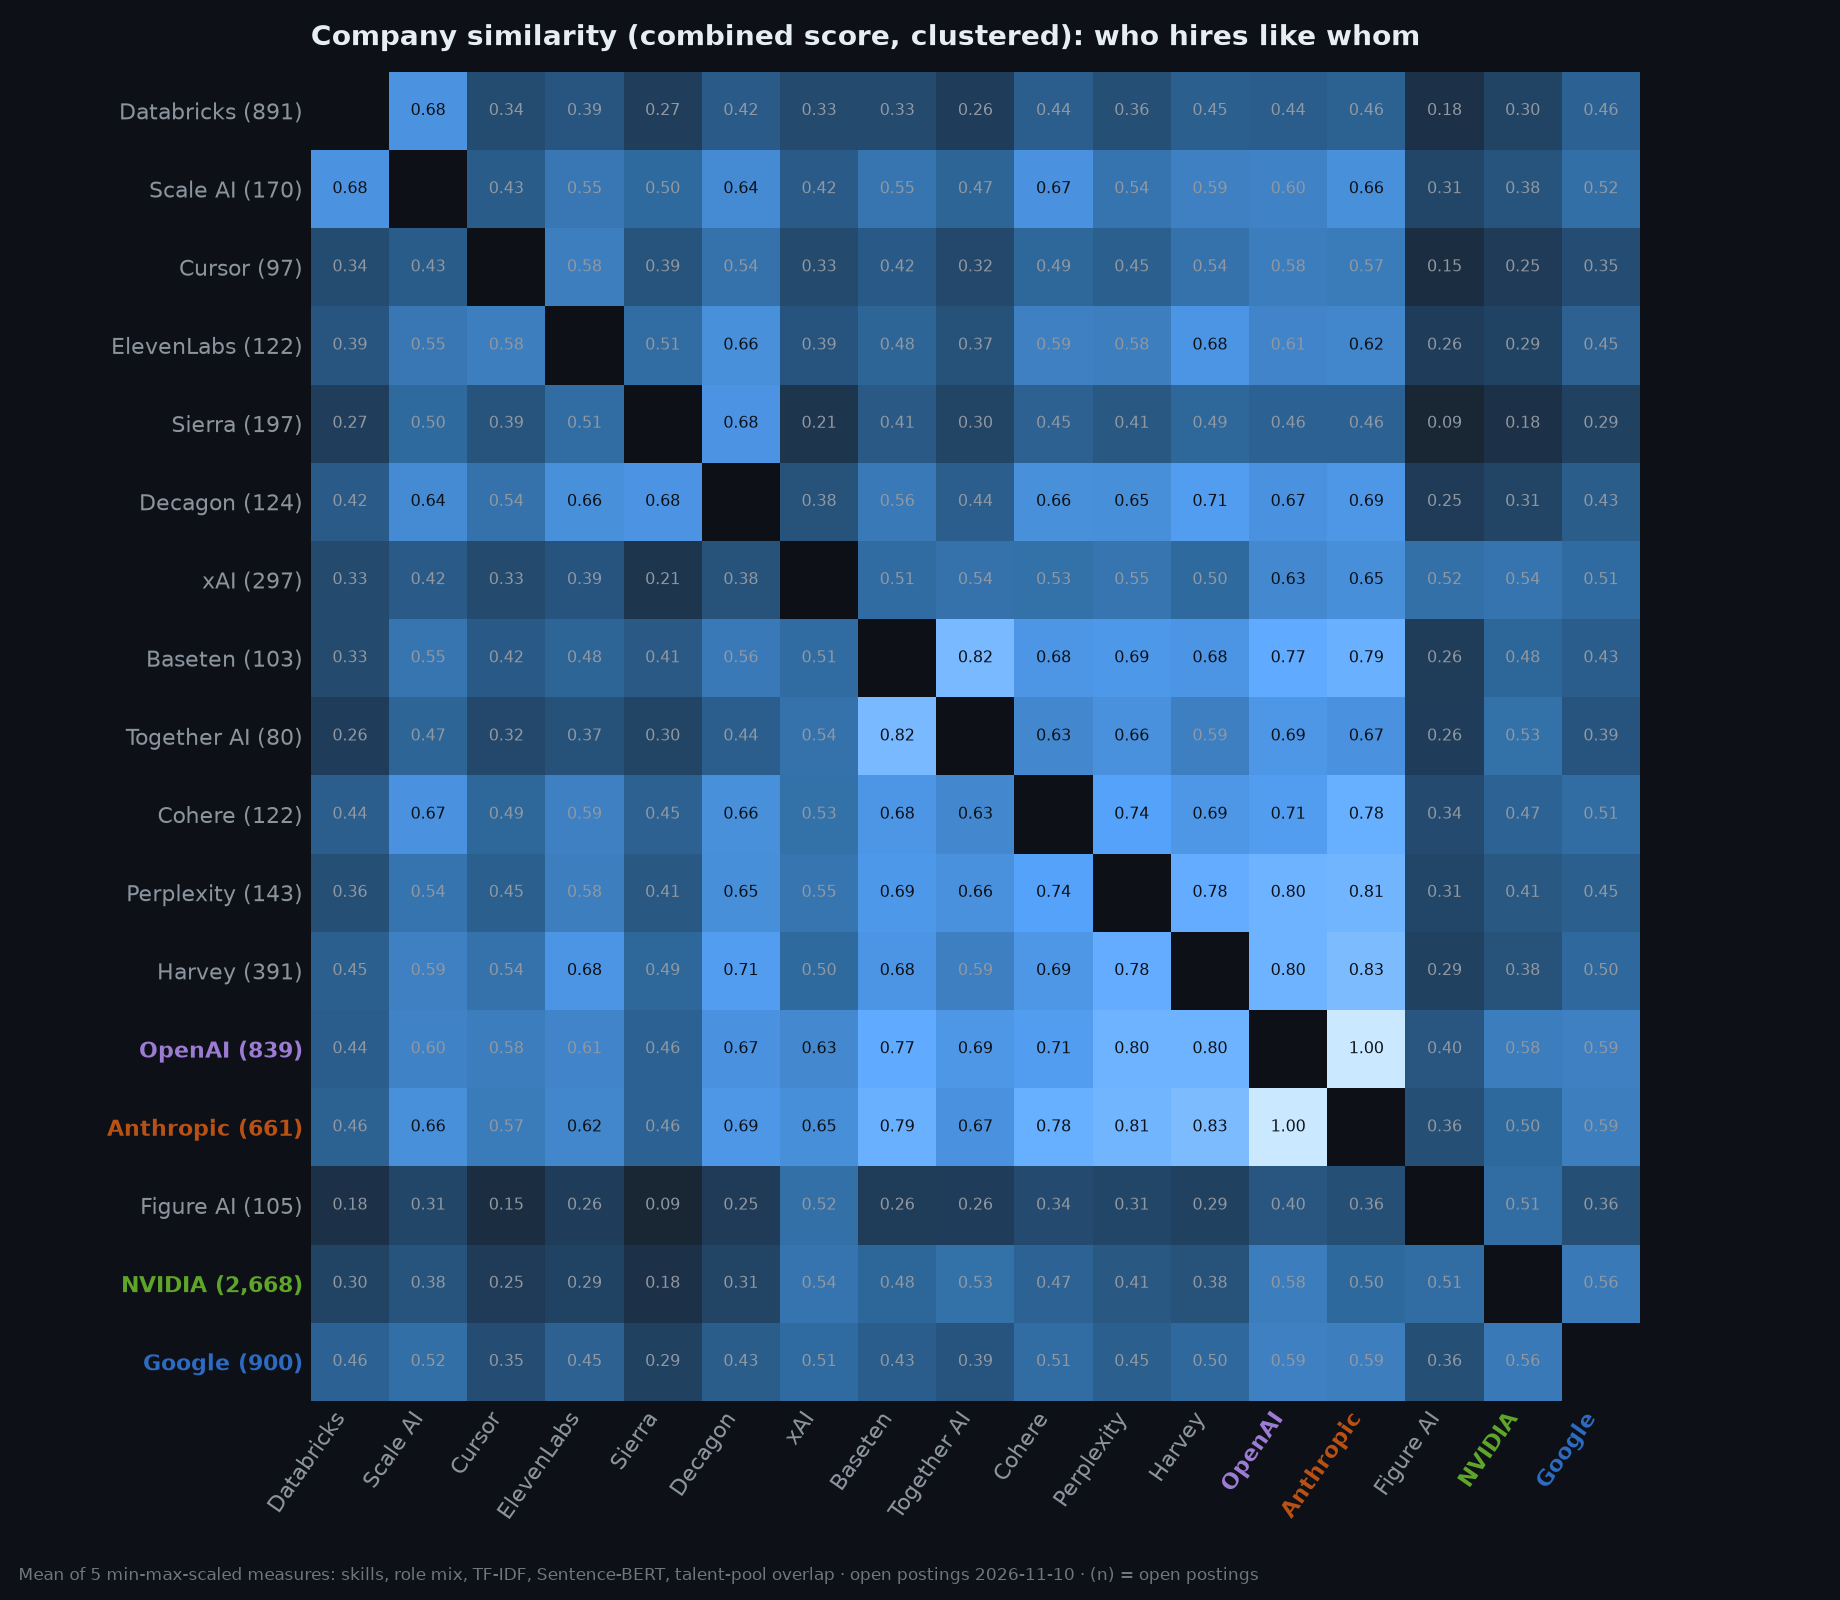 Company similarity (combined score, clustered): who hires like whom
Databricks (891) 0.68 0.34 0.39 0.27 0.42 0.33 0.33 0.26 0.44 0.36 0.45 0.44 0.46 0.18 0.30 0.46
Scale AI (170) 0.68 0.43 0.55 0.50 0.64 0.42 0.55 0.47 0.67 0.54 0.59 0.60 0.66 0.31 0.38 0.52
Cursor (97) 0.34 0.43 0.58 0.39 0.54 0.33 0.42 0.32 0.49 0.45 0.54 0.58 0.57 0.15 0.25 0.35
ElevenLabs (122) 0.39 0.55 0.58 0.51 0.66 0.39 0.48 0.37 0.59 0.58 0.68 0.61 0.62 0.26 0.29 0.45
Sierra (197) 0.27 0.50 0.39 0.51 0.68 0.21 0.41 0.30 0.45 0.41 0.49 0.46 0.46 0.09 0.18 0.29
Decagon (124) 0.42 0.64 0.54 0.66 0.68 0.38 0.56 0.44 0.66 0.65 0.71 0.67 0.69 0.25 0.31 0.43
xAI (297) 0.33 0.42 0.33 0.39 0.21 0.38 0.51 0.54 0.53 0.55 0.50 0.63 0.65 0.52 0.54 0.51
Baseten (103) 0.33 0.55 0.42 0.48 0.41 0.56 0.51 0.82 0.68 0.69 0.68 0.77 0.79 0.26 0.48 0.43
Together AI (80) 0.26 0.47 0.32 0.37 0.30 0.44 0.54 0.82 0.63 0.66 0.59 0.69 0.67 0.26 0.53 0.39
Cohere (122) 0.44 0.67 0.49 0.59 0.45 0.66 0.53 0.68 0.63 0.74 0.69 0.71 0.78 0.34 0.47 0.51
Perplexity (143) 0.36 0.54 0.45 0.58 0.41 0.65 0.55 0.69 0.66 0.74 0.78 0.80 0.81 0.31 0.41 0.45
Harvey (391) 0.45 0.59 0.54 0.68 0.49 0.71 0.50 0.68 0.59 0.69 0.78 0.80 0.83 0.29 0.38 0.50
OpenAI (839) 0.44 0.60 0.58 0.61 0.46 0.67 0.63 0.77 0.69 0.71 0.80 0.80 1.00 0.40 0.58 0.59
Anthropic (661) 0.46 0.66 0.57 0.62 0.46 0.69 0.65 0.79 0.67 0.78 0.81 0.83 1.00 0.36 0.50 0.59
Figure AI (105) 0.18 0.31 0.15 0.26 0.09 0.25 0.52 0.26 0.26 0.34 0.31 0.29 0.40 0.36 0.51 0.36
NVIDIA (2,668) 0.30 0.38 0.25 0.29 0.18 0.31 0.54 0.48 0.53 0.47 0.41 0.38 0.58 0.50 0.51 0.56
Google (900) 0.46 0.52 0.35 0.45 0.29 0.43 0.51 0.43 0.39 0.51 0.45 0.50 0.59 0.59 0.36 0.56
Databricks Scale AI Cursor ElevenLabs Sierra Decagon xAI Baseten Together AI Cohere Perplexity Harvey OpenAI Anthropic Figure AI NVIDIA Google
Mean of 5 min-max-scaled measures: skills, role mix, TF-IDF, Sentence-BERT, talent-pool overlap · open postings 2026-11-10 · (n) = open postings